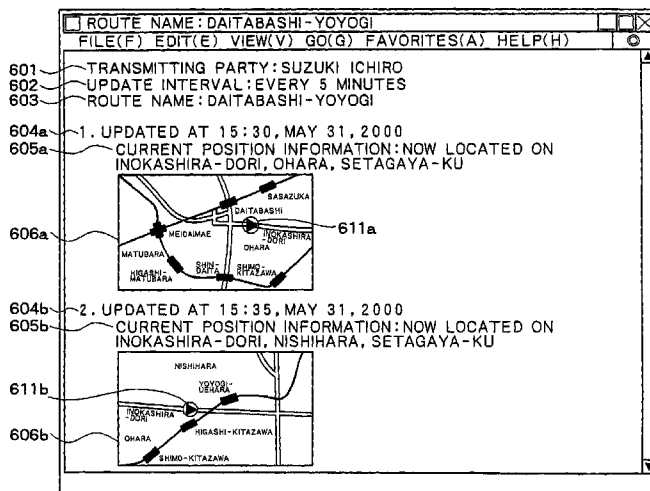 ROUTE NAME:DAITABASHI-YOYOGI
FILE(F) EDIT(E) VIEW(V) GO(G) FAVORITES(A) HELP(H)
601 TRANSMITTING PARTY:SUZUKI ICHIRO
602 UPDATE INTERVAL:EVERY 5 MINUTES
603 ROUTE NAME:DAITABASHI-YOYOGI
604a 1. UPDATED AT 15:30, MAY 31, 2000
605a CURRENT POSITION INFORMATION:NOW LOCATED ON
INOKASHIRA-DORI, OHARA, SETAGAYA-KU
SASAZUKA
DAITABASHI
606a
MEIDAIMAE
INOKASHIRA
-DORI
611a
OHARA
MATUBARA
HIGASHI-
MATUBARA
SHIN-
DAITA
SHIMO-
KITAZAWA
604b 2. UPDATED AT 15:35, MAY 31, 2000
605b CURRENT POSITION INFORMATION:NOW LOCATED ON
INOKASHIRA-DORI, NISHIHARA, SETAGAYA-KU
NISHIHARA
611b
YOYOGI-
UEHARA
INOKASHIRA
-DORI
HIGASHI-KITAZAWA
606b
OHARA
SHIMO-KITAZAWA